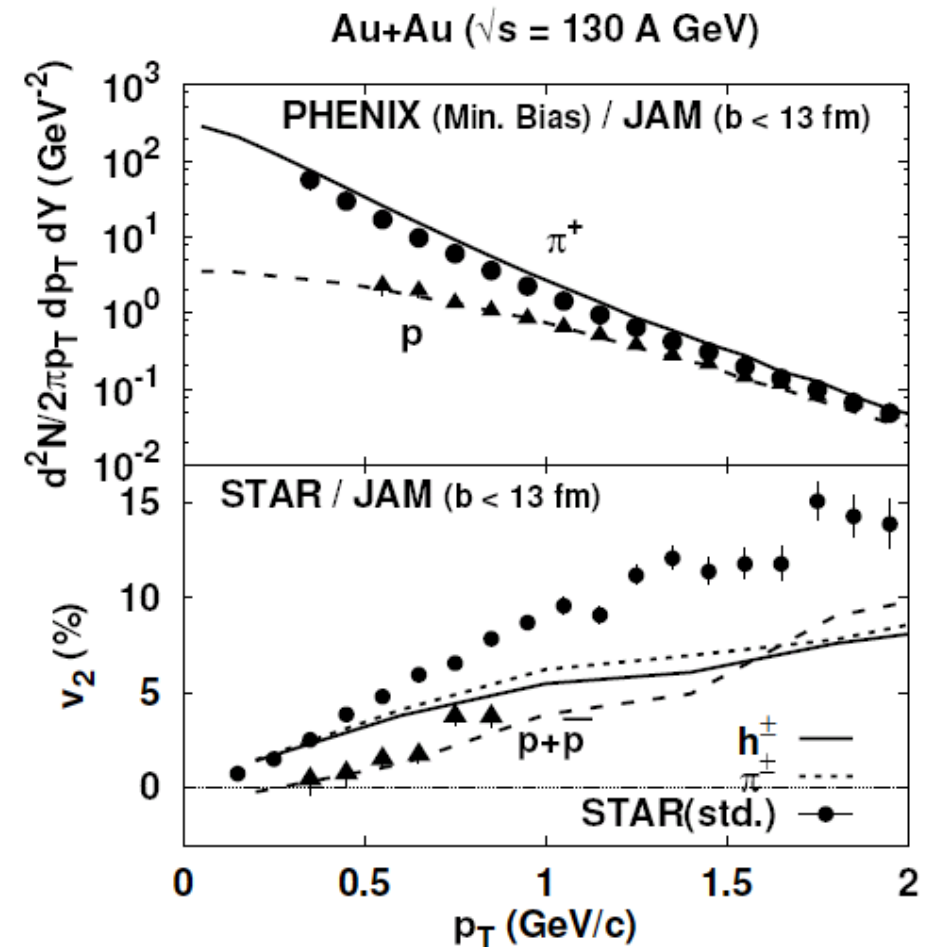 Au+Au (√s = 130 A GeV)
d²N/2πp_T dp_T dY (GeV⁻²)
10³
10²
10¹
10⁰
10⁻¹
10⁻²
PHENIX (Min. Bias) / JAM (b < 13 fm)
π⁺
p
v₂ (%)
15
10
5
0
STAR / JAM (b < 13 fm)
p+p̅
h±
π±
STAR(std.)
0
0.5
1
1.5
2
p_T (GeV/c)